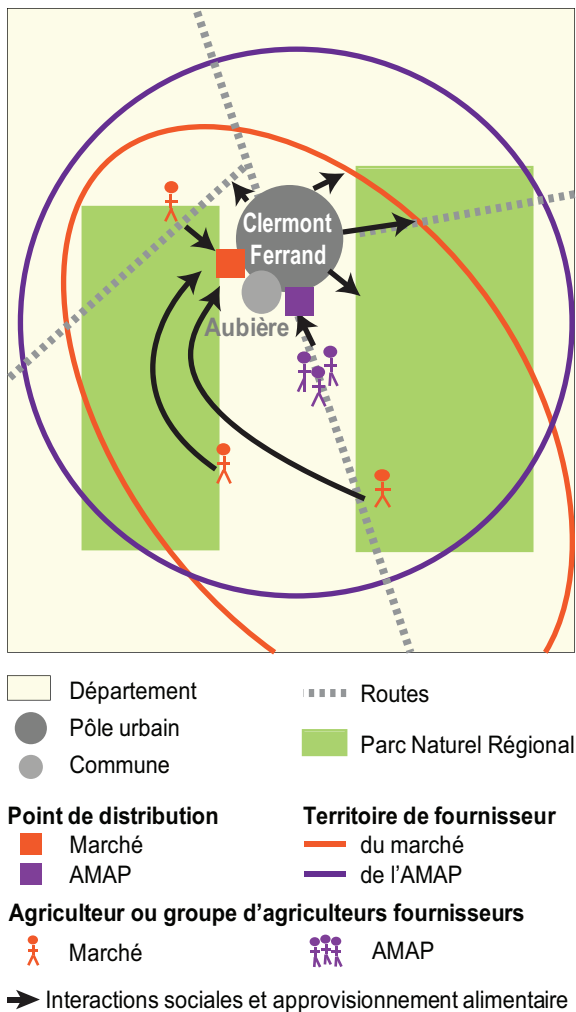 Clermont
Ferrand
Aubière
Département
Routes
Pôle urbain
Parc Naturel Régional
Commune
Point de distribution
Marché
AMAP
Territoire de fournisseur
du marché
de l'AMAP
Agriculteur ou groupe d'agriculteurs fournisseurs
Marché
AMAP
Interactions sociales et approvisionnement alimentaire